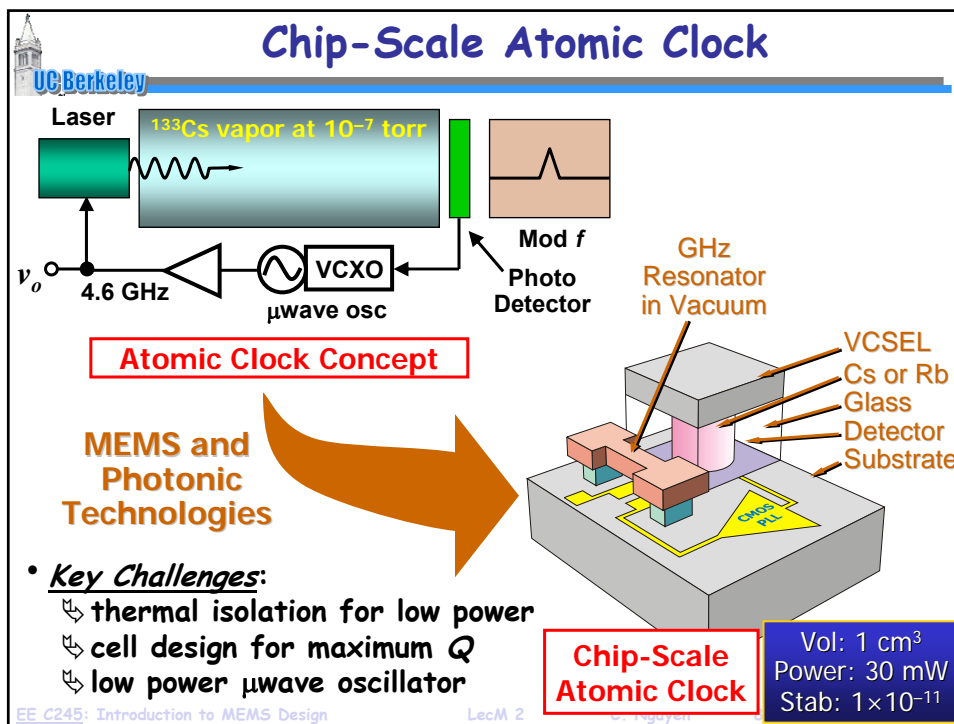 Chip-Scale Atomic Clock
UC Berkeley
Laser
¹³³Cs vapor at 10⁻⁷ torr
Mod f
Photo
Detector
vₒ
4.6 GHz
VCXO
μwave osc
Atomic Clock Concept
GHz
Resonator
in Vacuum
VCSEL
Cs or Rb
Glass
Detector
Substrate
CMOS
PLL
MEMS and
Photonic
Technologies
• Key Challenges:
↳ thermal isolation for low power
↳ cell design for maximum Q
↳ low power μwave oscillator
Chip-Scale
Atomic Clock
Vol: 1 cm³
Power: 30 mW
Stab: 1×10⁻¹¹
EE C245: Introduction to MEMS Design
LecM 2
C. Nguyen